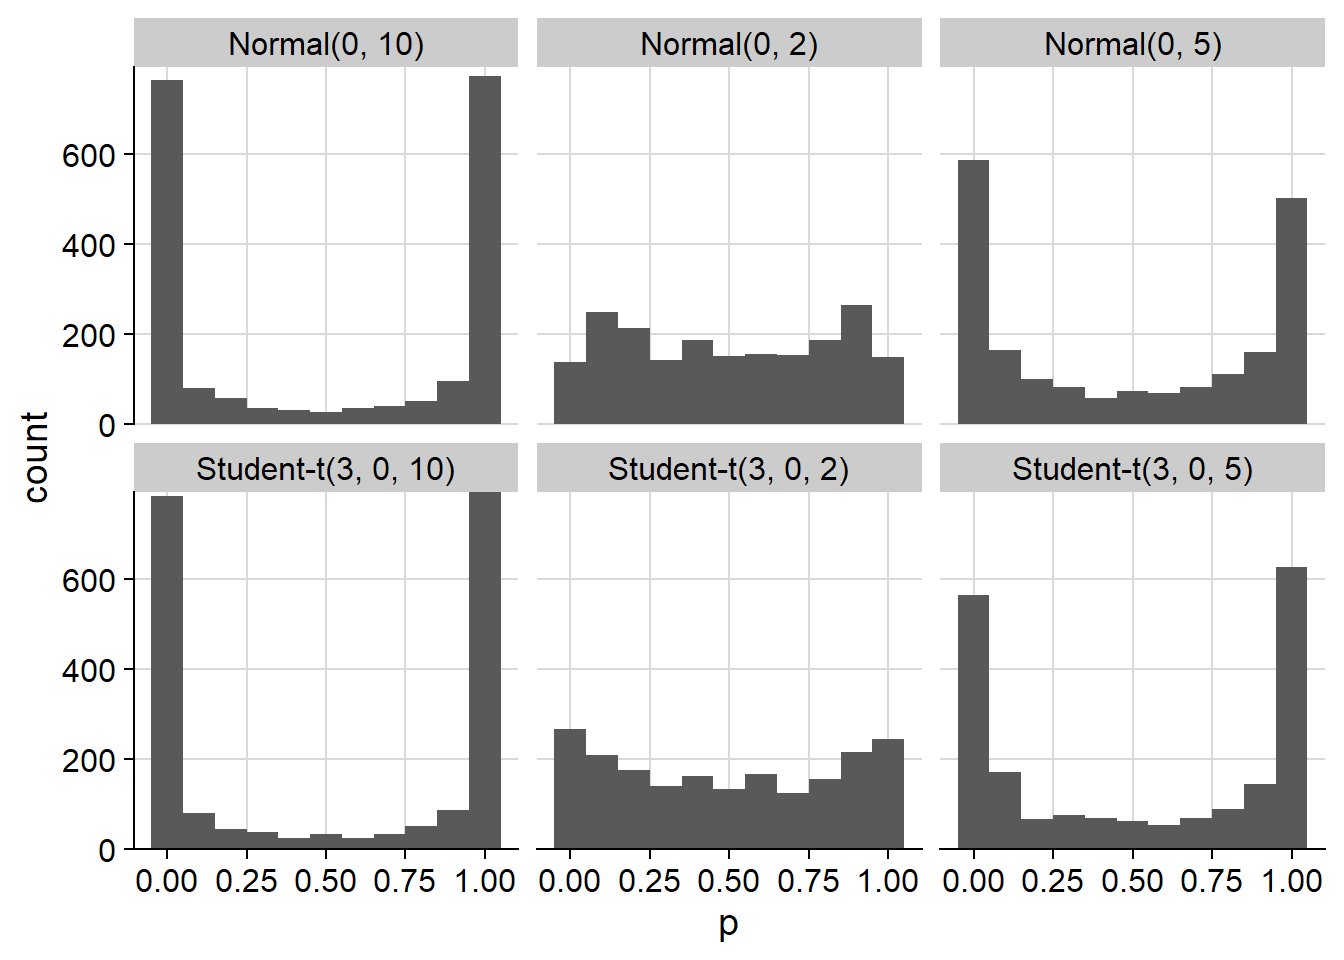 Normal(0, 10)
Normal(0, 2)
Normal(0, 5)
600
400
200
0
Student-t(3, 0, 10)
Student-t(3, 0, 2)
Student-t(3, 0, 5)
600
400
200
0
count
0.00 0.25 0.50 0.75 1.00
0.00 0.25 0.50 0.75 1.00
0.00 0.25 0.50 0.75 1.00
p